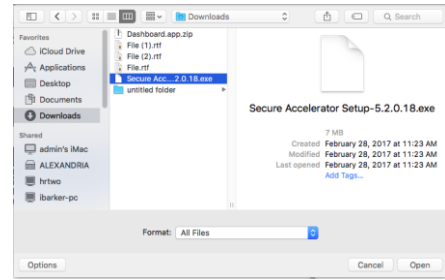 Downloads
Search
Favorites
iCloud Drive
Applications
Desktop
Documents
Downloads
Shared
admin's iMac
ALEXANDRIA
hrtwo
ibarker-pc
Dashboard.app.zip
File (1).rtf
File (2).rtf
File.rtf
Secure Acc...2.0.18.exe
untitled folder
Secure Accelerator Setup-5.2.0.18.exe
7 MB
Created February 28, 2017 at 11:23 AM
Modified February 28, 2017 at 11:23 AM
Last opened February 28, 2017 at 11:23 AM
Add Tags...
Format: All Files
Options
Cancel
Open